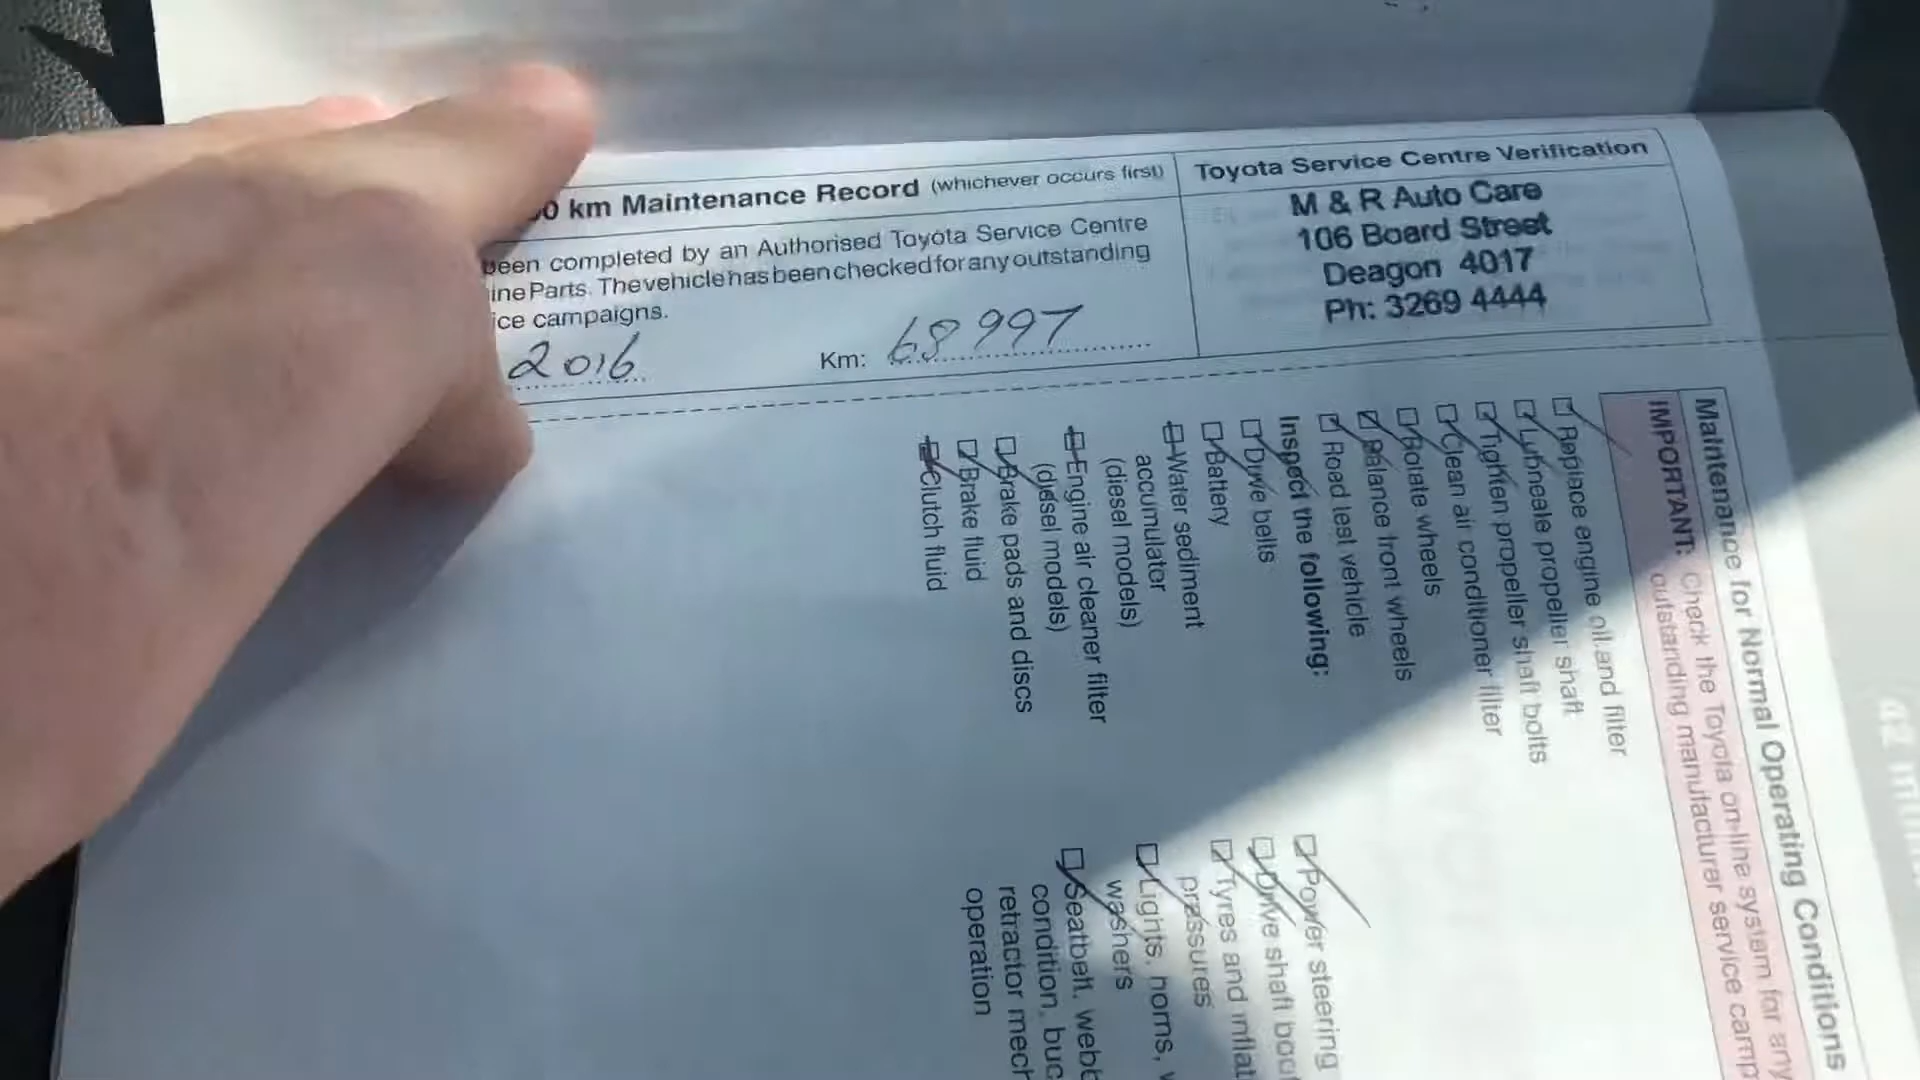 0 km Maintenance Record (whichever occurs first)
been completed by an Authorised Toyota Service Centre
ine Parts. The vehicle has been checked for any outstanding
ice campaigns.
2016 Km: 68997
Toyota Service Centre Verification
M & R Auto Care
106 Board Street
Deagon 4017
Ph: 3269 4444
Maintenance for Normal Operating Conditions
IMPORTANT: Check the Toyota on-line system for any
outstanding manufacturer service camp
Replace engine oil and filter
Lubricate propeller shaft
Tighten propeller shaft bolts
Clean air conditioner filter
Rotate wheels
Balance front wheels
Road test vehicle
Inspect the following:
Drive belts
Battery
Water sediment
accumulator
(diesel models)
Engine air cleaner filter
(diesel models)
Brake pads and discs
Brake fluid
Clutch fluid
Power steering
Drive shaft boot
Tyres and inflat
pressures
Lights, horns,
washers
Seatbelt, webb
condition, buc
retractor mech
operation